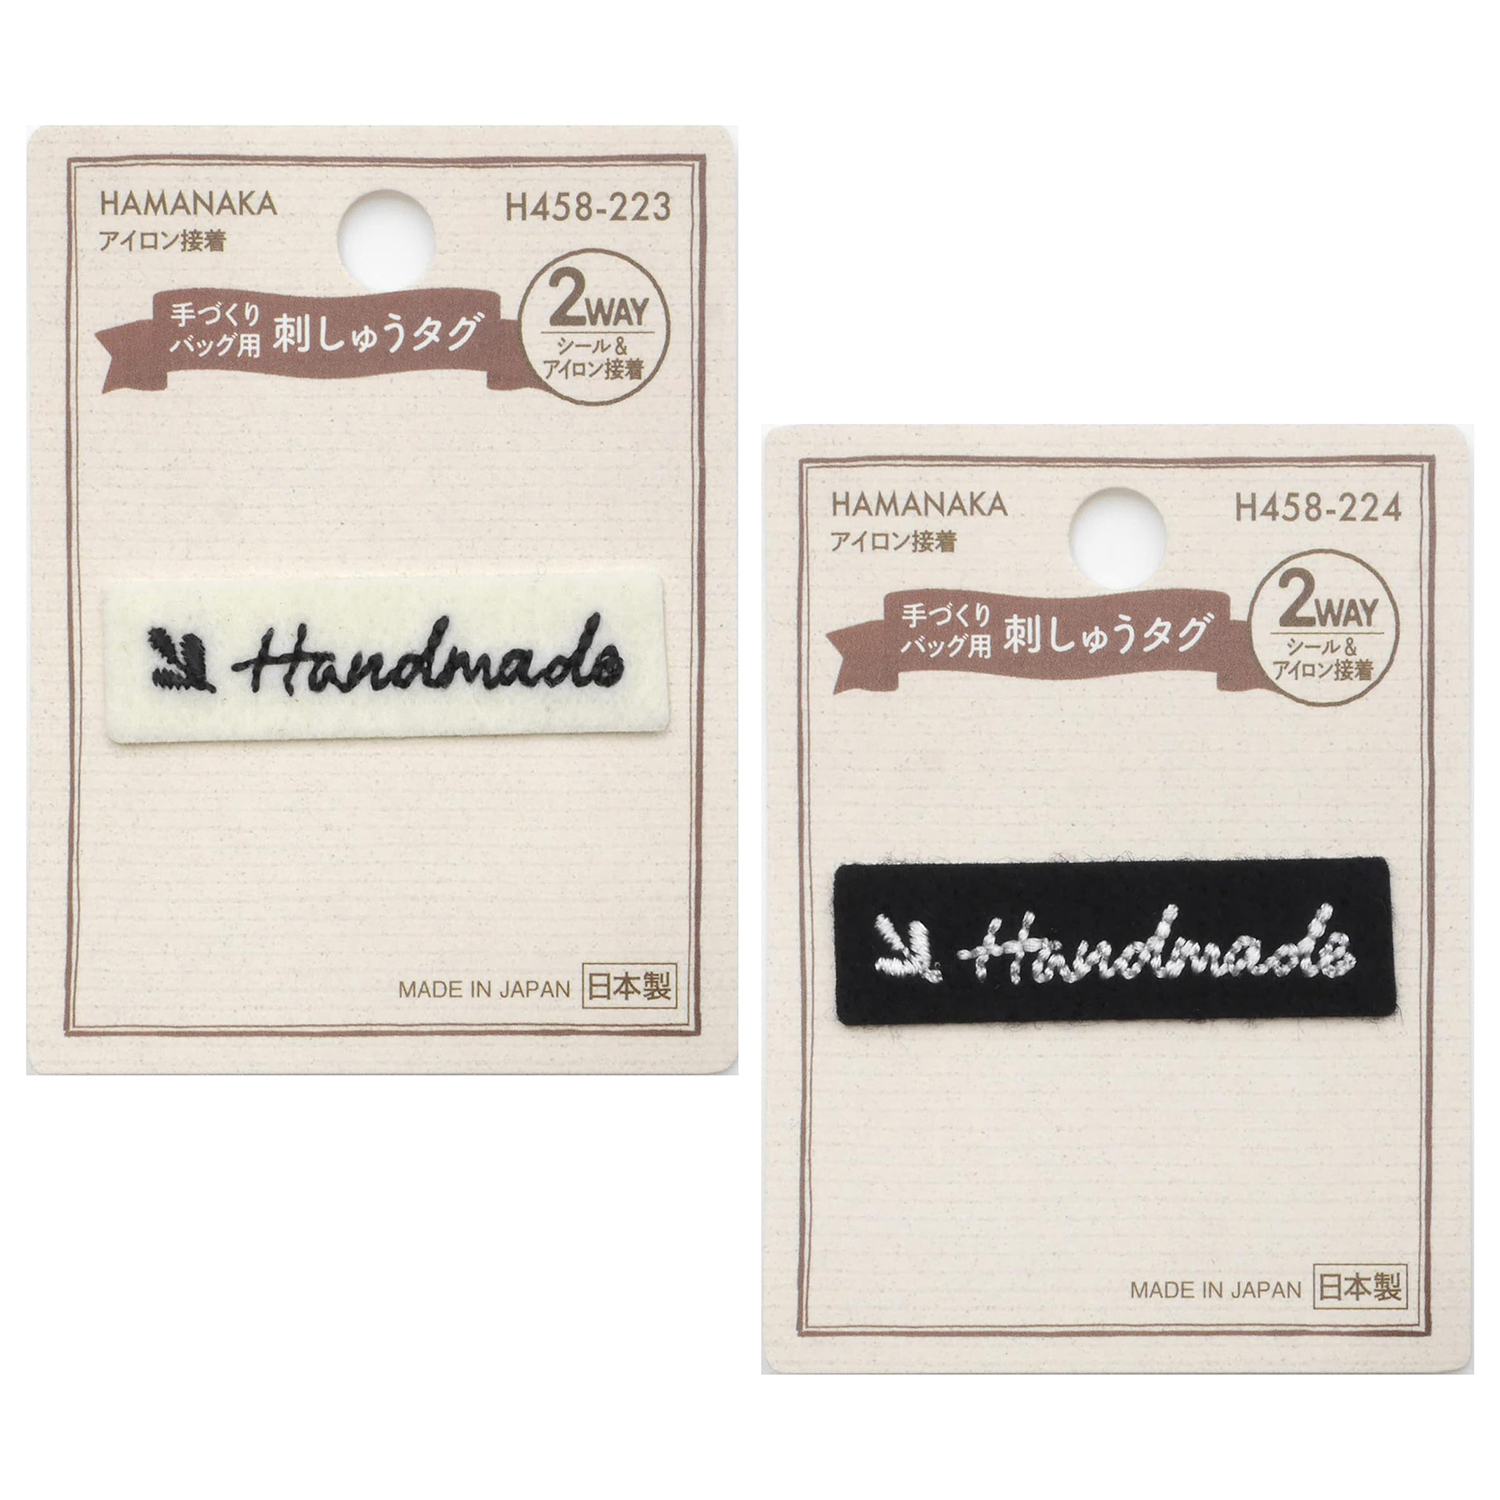 HAMANAKA
アイロン接着
H458-223
手づくり
バッグ用
刺しゅうタグ
2WAY
シール&
アイロン接着
Handmade
MADE IN JAPAN 日本製
HAMANAKA
アイロン接着
H458-224
手づくり
バッグ用
刺しゅうタグ
2WAY
シール&
アイロン接着
Handmade
MADE IN JAPAN 日本製